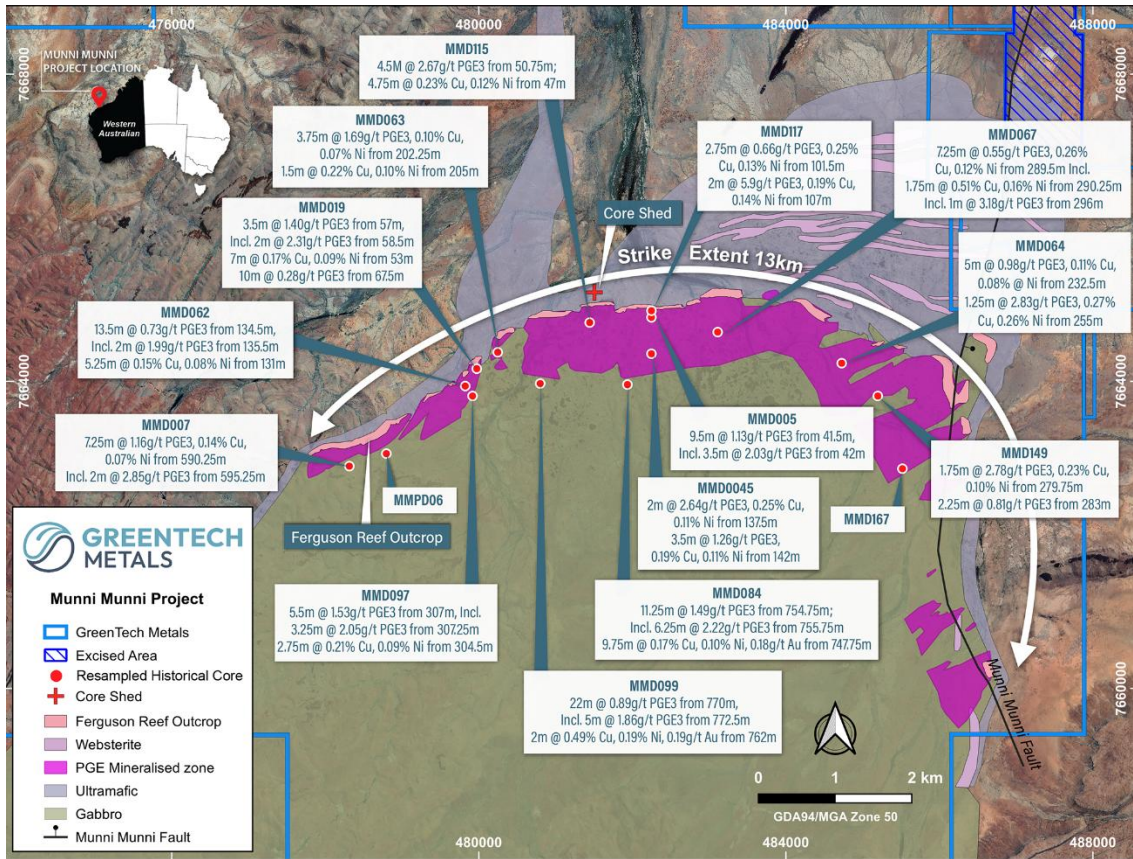 476000
480000
484000
488000
7668000
7668000
MUNNI MUNNI
PROJECT LOCATION
Western
Australian
MMD115
4.5M @ 2.67g/t PGE3 from 50.75m;
4.75m @ 0.23% Cu, 0.12% Ni from 47m
MMD063
3.75m @ 1.69g/t PGE3, 0.10% Cu,
0.07% Ni from 202.25m
1.5m @ 0.22% Cu, 0.10% Ni from 205m
MMD117
2.75m @ 0.66g/t PGE3, 0.25%
Cu, 0.13% Ni from 101.5m
2m @ 5.9g/t PGE3, 0.19% Cu,
0.14% Ni from 107m
MMD067
7.25m @ 0.55g/t PGE3, 0.26%
Cu, 0.12% Ni from 289.5m Incl.
1.75m @ 0.51% Cu, 0.16% Ni from 290.25m
Incl. 1m @ 3.18g/t PGE3 from 296m
MMD019
3.5m @ 1.40g/t PGE3 from 57m,
Incl. 2m @ 2.31g/t PGE3 from 58.5m
7m @ 0.17% Cu, 0.09% Ni from 53m
10m @ 0.28g/t PGE3 from 67.5m
Core Shed
Strike Extent 13km
MMD064
5m @ 0.98g/t PGE3, 0.11% Cu,
0.08% @ Ni from 232.5m
1.25m @ 2.83g/t PGE3, 0.27%
Cu, 0.26% Ni from 255m
MMD062
13.5m @ 0.73g/t PGE3 from 134.5m,
Incl. 2m @ 1.99g/t PGE3 from 135.5m
5.25m @ 0.15% Cu, 0.08% Ni from 131m
7664000
7664000
MMD007
7.25m @ 1.16g/t PGE3, 0.14% Cu,
0.07% Ni from 590.25m
Incl. 2m @ 2.85g/t PGE3 from 595.25m
MMPD06
MMD005
9.5m @ 1.13g/t PGE3 from 41.5m,
Incl. 3.5m @ 2.03g/t PGE3 from 42m
MMD149
1.75m @ 2.78g/t PGE3, 0.23% Cu,
0.10% Ni from 279.75m
2.25m @ 0.81g/t PGE3 from 283m
MMD0045
2m @ 2.64g/t PGE3, 0.25% Cu,
0.11% Ni from 137.5m
3.5m @ 1.26g/t PGE3,
0.19% Cu, 0.11% Ni from 142m
MMD167
Ferguson Reef Outcrop
MMD097
5.5m @ 1.53g/t PGE3 from 307m, Incl.
3.25m @ 2.05g/t PGE3 from 307.25m
2.75m @ 0.21% Cu, 0.09% Ni from 304.5m
MMD084
11.25m @ 1.49g/t PGE3 from 754.75m;
Incl. 6.25m @ 2.22g/t PGE3 from 755.75m
9.75m @ 0.17% Cu, 0.10% Ni, 0.18g/t Au from 747.75m
MMD099
22m @ 0.89g/t PGE3 from 770m,
Incl. 5m @ 1.86g/t PGE3 from 772.5m
2m @ 0.49% Cu, 0.19% Ni, 0.19g/t Au from 762m
Munni Munni Fault
7660000
GREENTECH
METALS
Munni Munni Project
GreenTech Metals
Excised Area
Resampled Historical Core
Core Shed
Ferguson Reef Outcrop
Websterite
PGE Mineralised zone
Ultramafic
Gabbro
Munni Munni Fault
0 1 2 km
GDA94/MGA Zone 50
480000
484000
488000